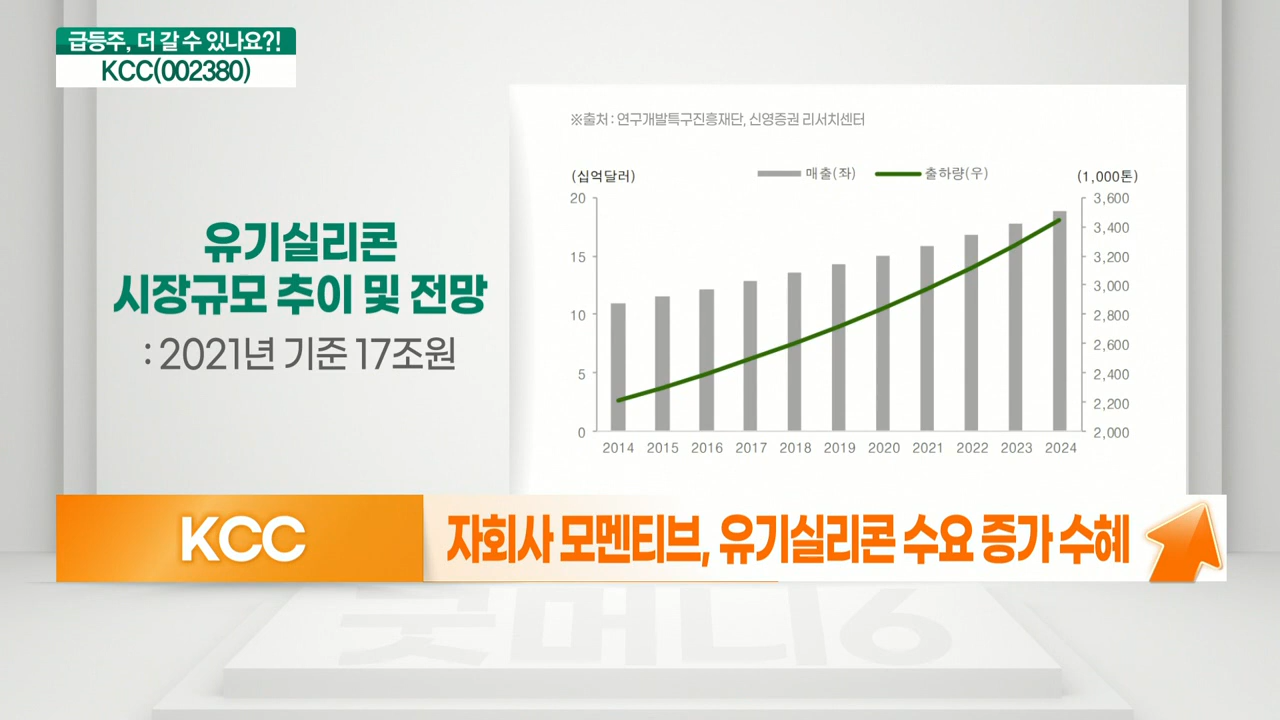 급등주, 더 갈 수 있나요?!
KCC(002380)
※출처 : 연구개발특구진흥재단, 신영증권 리서치센터
(십억달러)
매출(좌)
출하량(우)
(1,000톤)
20
15
10
5
0
3,600
3,400
3,200
3,000
2,800
2,600
2,400
2,200
2,000
2014 2015 2016 2017 2018 2019 2020 2021 2022 2023 2024
유기실리콘
시장규모 추이 및 전망
: 2021년 기준 17조원
KCC
자회사 모멘티브, 유기실리콘 수요 증가 수혜
굿머니6